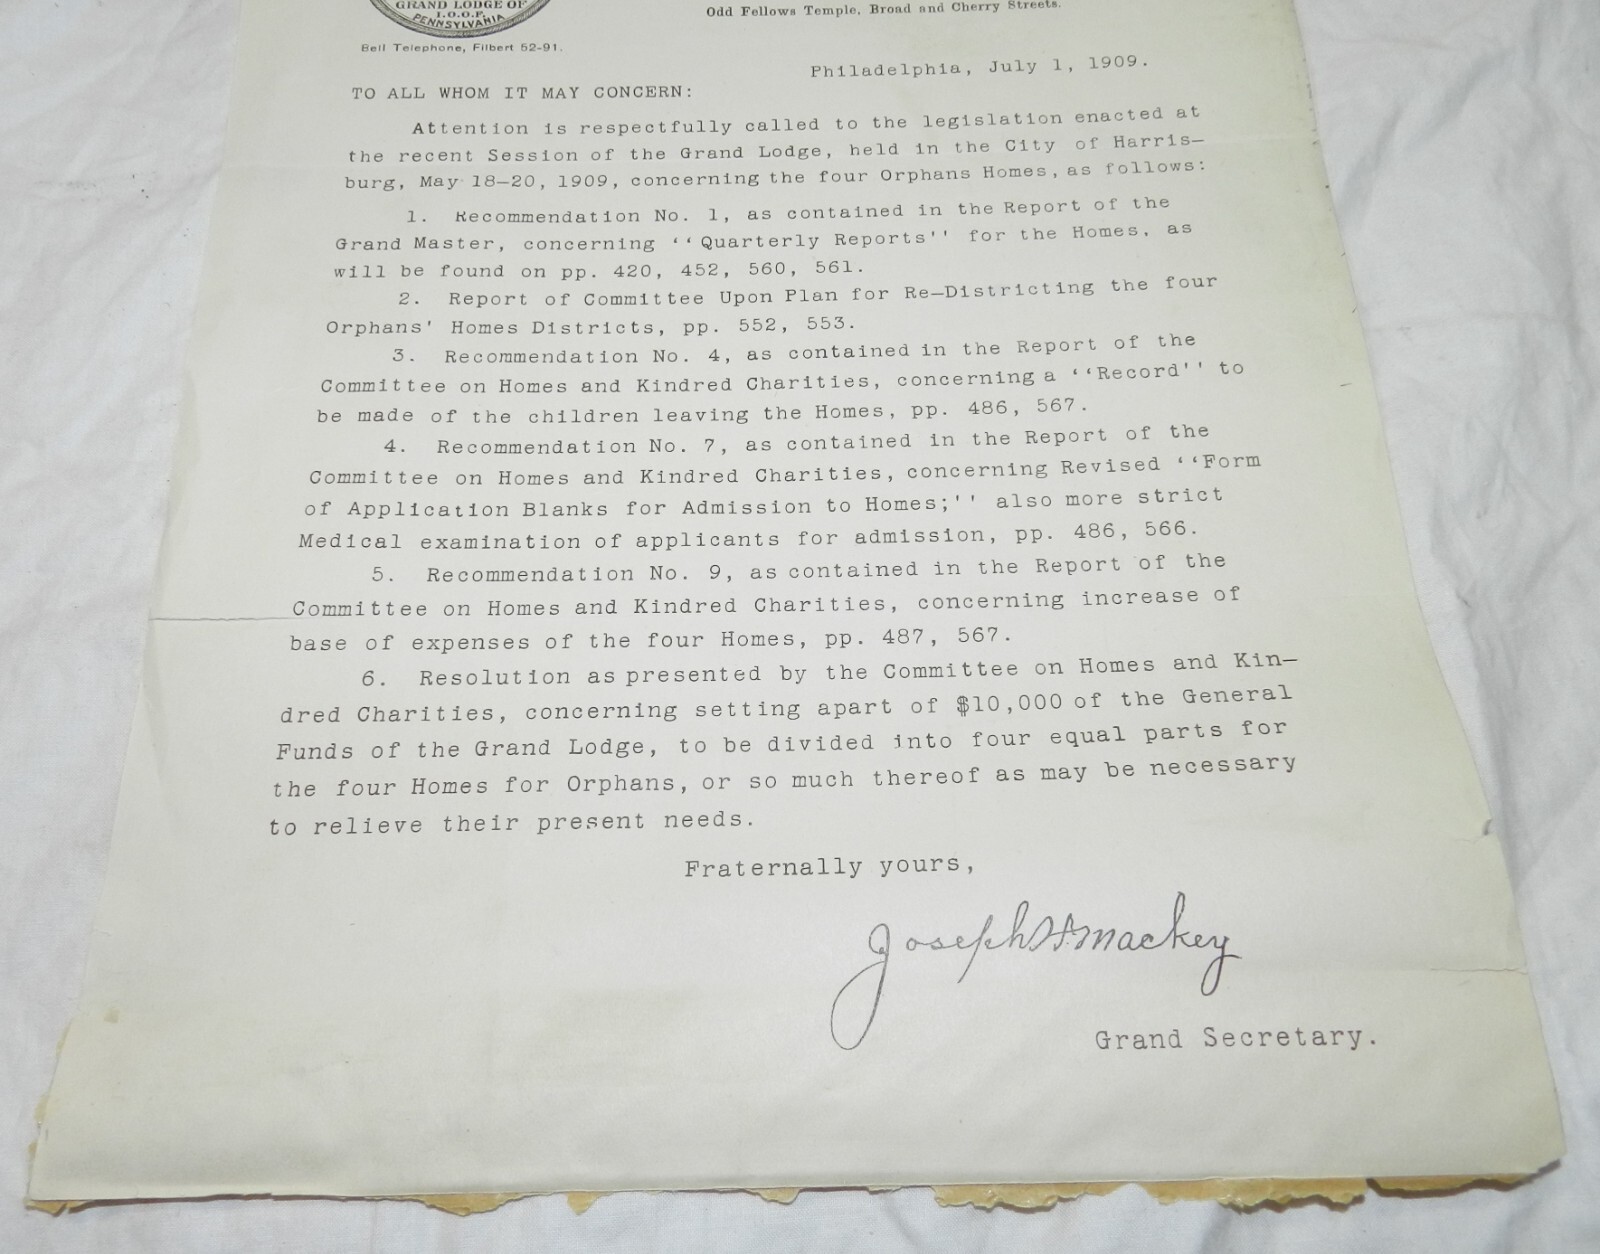 GRAND LODGE OF
I.O.O.F.
PENNSYLVANIA
Odd Fellows Temple, Broad and Cherry Streets.
Bell Telephone, Filbert 52-91.
Philadelphia, July 1, 1909.
TO ALL WHOM IT MAY CONCERN:
Attention is respectfully called to the legislation enacted at
the recent Session of the Grand Lodge, held in the City of Harris-
burg, May 18-20, 1909, concerning the four Orphans Homes, as follows:
1. Recommendation No. 1, as contained in the Report of the
Grand Master, concerning ‘‘Quarterly Reports'' for the Homes, as
will be found on pp. 420, 452, 560, 561.
2. Report of Committee Upon Plan for Re-Districting the four
Orphans' Homes Districts, pp. 552, 553.
3. Recommendation No. 4, as contained in the Report of the
Committee on Homes and Kindred Charities, concerning a ‘‘Record'' to
be made of the children leaving the Homes, pp. 486, 567.
4. Recommendation No. 7, as contained in the Report of the
Committee on Homes and Kindred Charities, concerning Revised ‘‘Form
of Application Blanks for Admission to Homes;'' also more strict
Medical examination of applicants for admission, pp. 486, 566.
5. Recommendation No. 9, as contained in the Report of the
Committee on Homes and Kindred Charities, concerning increase of
base of expenses of the four Homes, pp. 487, 567.
6. Resolution as presented by the Committee on Homes and Kin-
dred Charities, concerning setting apart of $10,000 of the General
Funds of the Grand Lodge, to be divided into four equal parts for
the four Homes for Orphans, or so much thereof as may be necessary
to relieve their present needs.
Fraternally yours,
Joseph H Mackey
Grand Secretary.